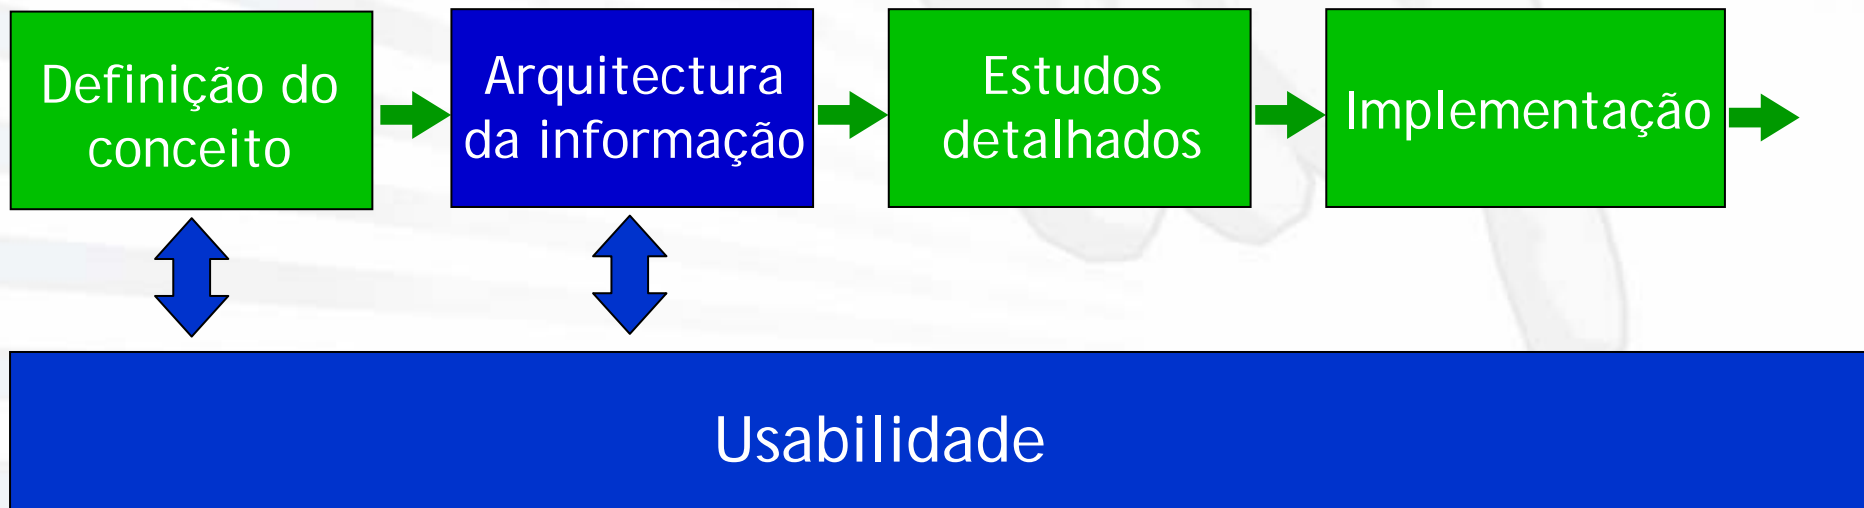 Definição do
conceito
Arquitectura
da informação
Estudos
detalhados
Implementação
Usabilidade